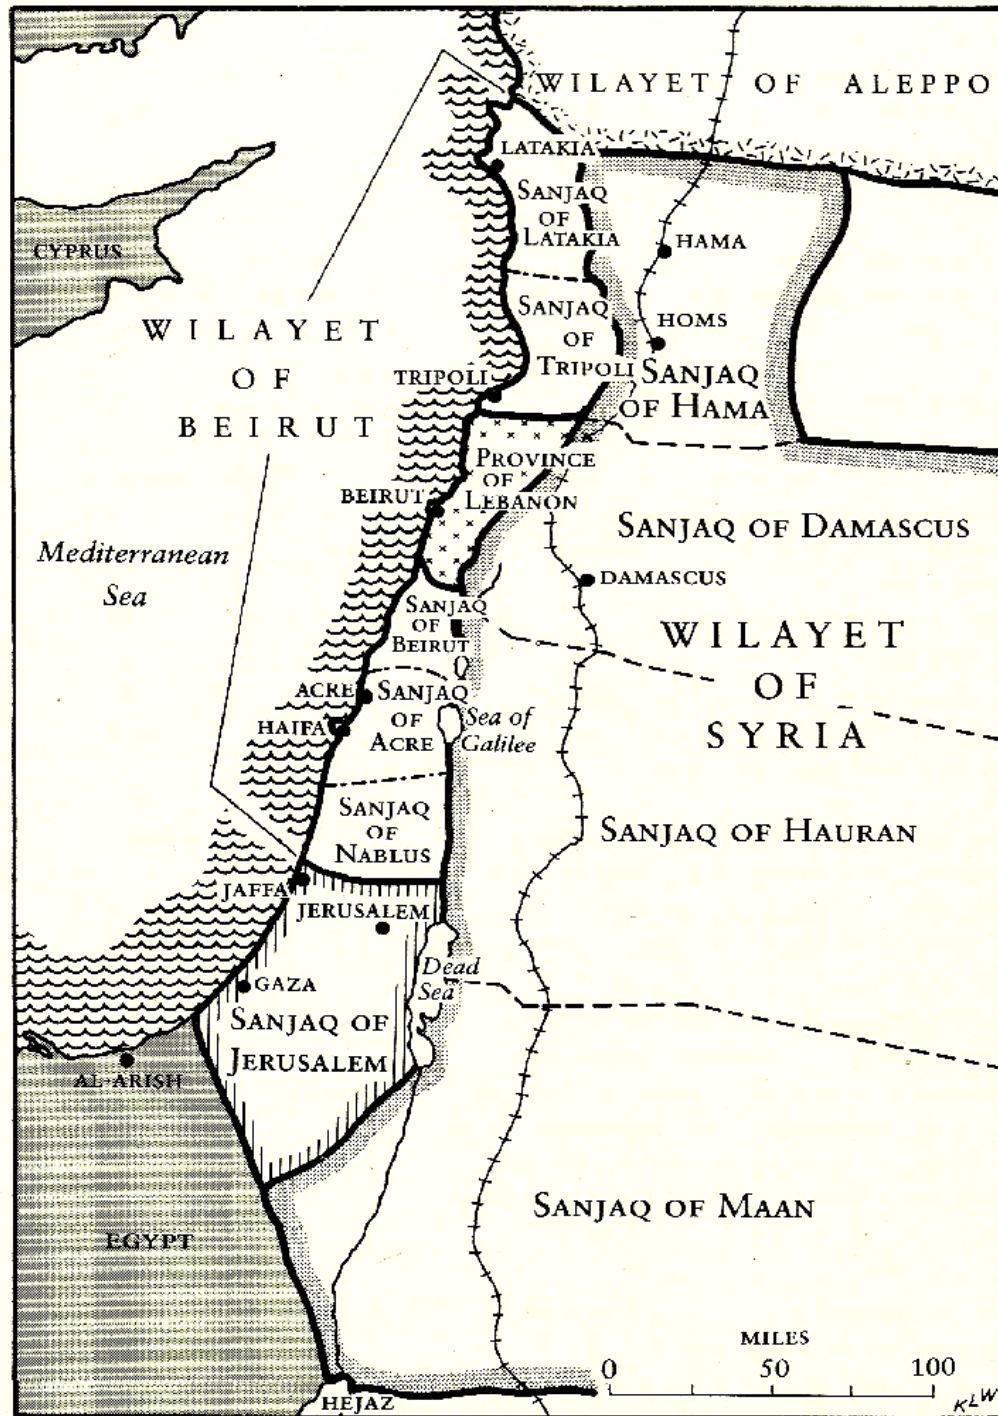 WILAYET OF ALEPPO
LATAKIA
SANJAQ
OF
LATAKIA
HAMA
CYPRUS
SANJAQ
OF
TRIPOLI
HOMS
WILAYET
OF
BEIRUT
TRIPOLI
SANJAQ
OF HAMA
PROVINCE
OF
LEBANON
BEIRUT
SANJAQ OF DAMASCUS
Mediterranean
Sea
DAMASCUS
SANJAQ
OF
BEIRUT
WILAYET
OF
SYRIA
ACRE
SANJAQ
OF
ACRE
HAIFA
Sea of
Galilee
SANJAQ
OF
NABLUS
SANJAQ OF HAURAN
JAFFA
JERUSALEM
Dead
Sea
GAZA
SANJAQ OF
JERUSALEM
AL-ARISH
SANJAQ OF MAAN
EGYPT
MILES
0 50 100
HEJAZ
KLW